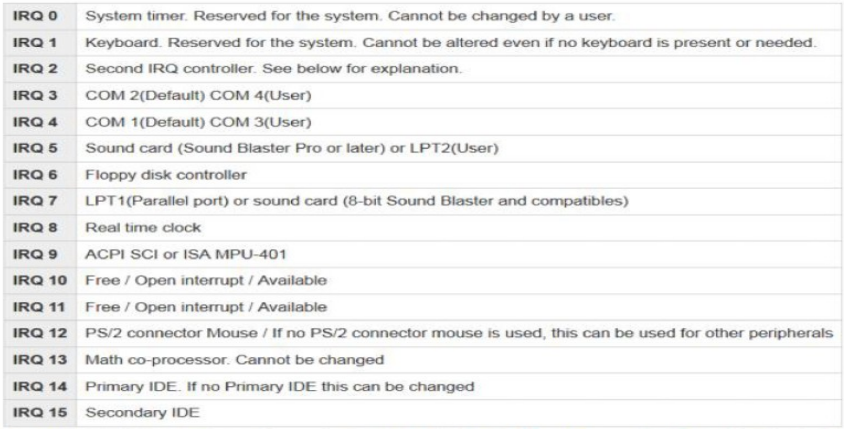 IRQ 0 System timer. Reserved for the system. Cannot be changed by a user.
IRQ 1 Keyboard. Reserved for the system. Cannot be altered even if no keyboard is present or needed.
IRQ 2 Second IRQ controller. See below for explanation.
IRQ 3 COM 2(Default) COM 4(User)
IRQ 4 COM 1(Default) COM 3(User)
IRQ 5 Sound card (Sound Blaster Pro or later) or LPT2(User)
IRQ 6 Floppy disk controller
IRQ 7 LPT1(Parallel port) or sound card (8-bit Sound Blaster and compatibles)
IRQ 8 Real time clock
IRQ 9 ACPI SCI or ISA MPU-401
IRQ 10 Free / Open interrupt / Available
IRQ 11 Free / Open interrupt / Available
IRQ 12 PS/2 connector Mouse / If no PS/2 connector mouse is used, this can be used for other peripherals
IRQ 13 Math co-processor. Cannot be changed
IRQ 14 Primary IDE. If no Primary IDE this can be changed
IRQ 15 Secondary IDE